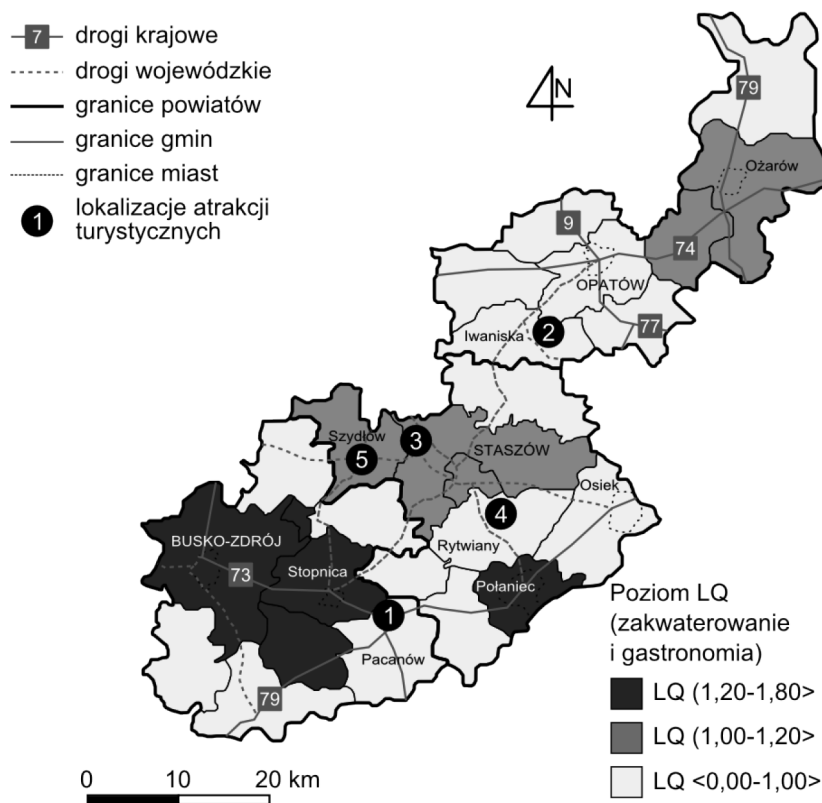 7 drogi krajowe
drogi wojewódzkie
granice powiatów
granice gmin
granice miast
1 lokalizacje atrakcji
turystycznych
N
79
Ożarów
9
74
OPATÓW
77
Iwaniska
2
Szydłów
3
STASZÓW
5
Osiek
4
BUSKO-ZDRÓJ
Rytwiany
73
Stopnica
Połaniec
1
Pacanów
79
Poziom LQ
(zakwaterowanie
i gastronomia)
LQ (1,20-1,80>
LQ (1,00-1,20>
LQ <0,00-1,00>
0 10 20 km